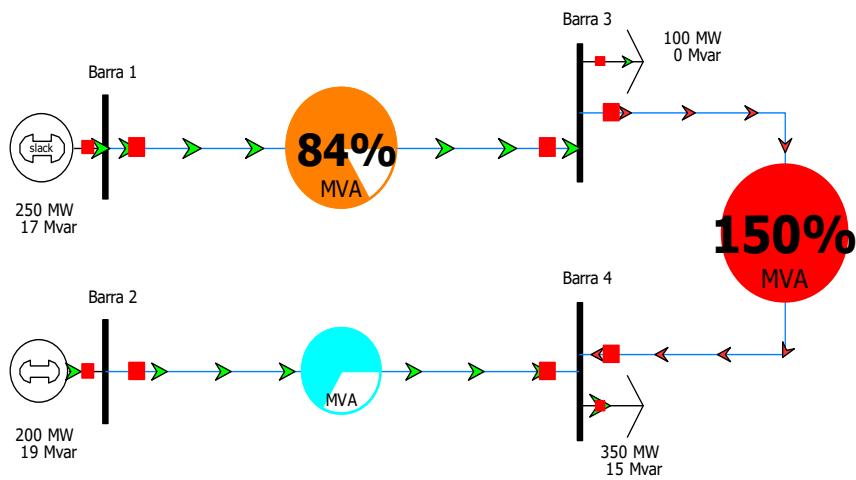 Barra 3
100 MW
0 Mvar
Barra 1
slack
84%
MVA
250 MW
17 Mvar
150%
MVA
Barra 2
Barra 4
MVA
200 MW
19 Mvar
350 MW
15 Mvar